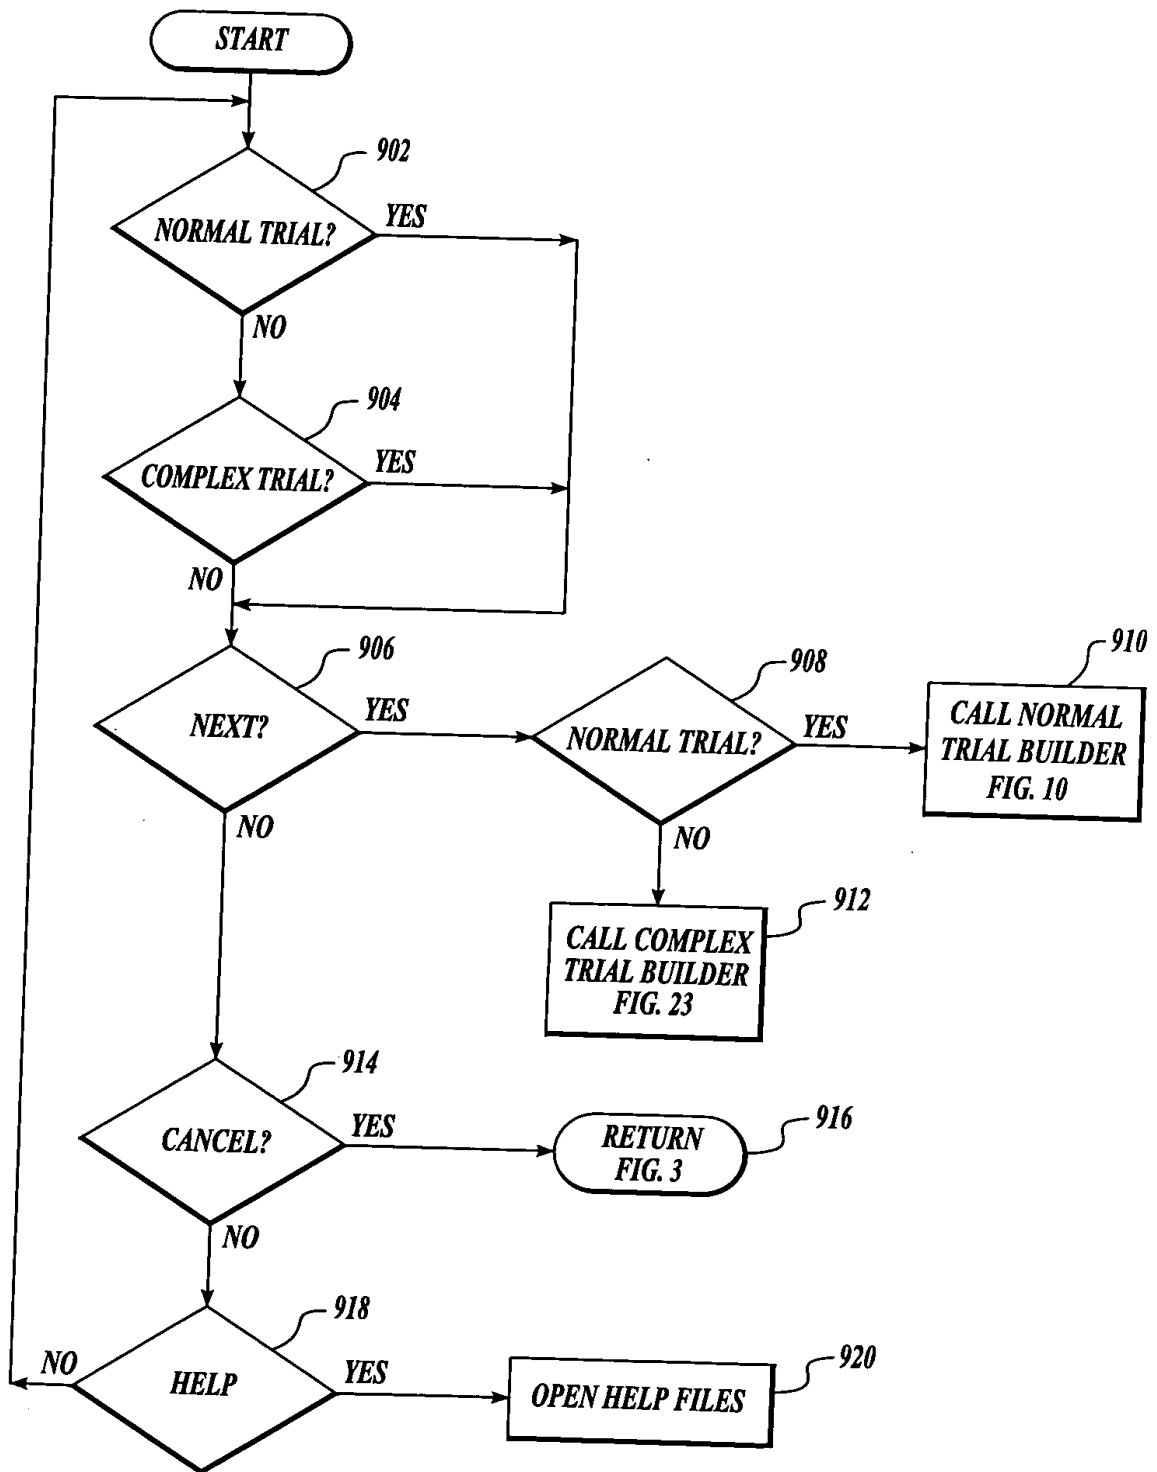 START
902
NORMAL TRIAL?
YES
NO
904
COMPLEX TRIAL?
YES
NO
906
NEXT?
YES
NO
908
NORMAL TRIAL?
YES
NO
910
CALL NORMAL
TRIAL BUILDER
FIG. 10
912
CALL COMPLEX
TRIAL BUILDER
FIG. 23
914
CANCEL?
YES
NO
916
RETURN
FIG. 3
918
HELP
NO
YES
920
OPEN HELP FILES